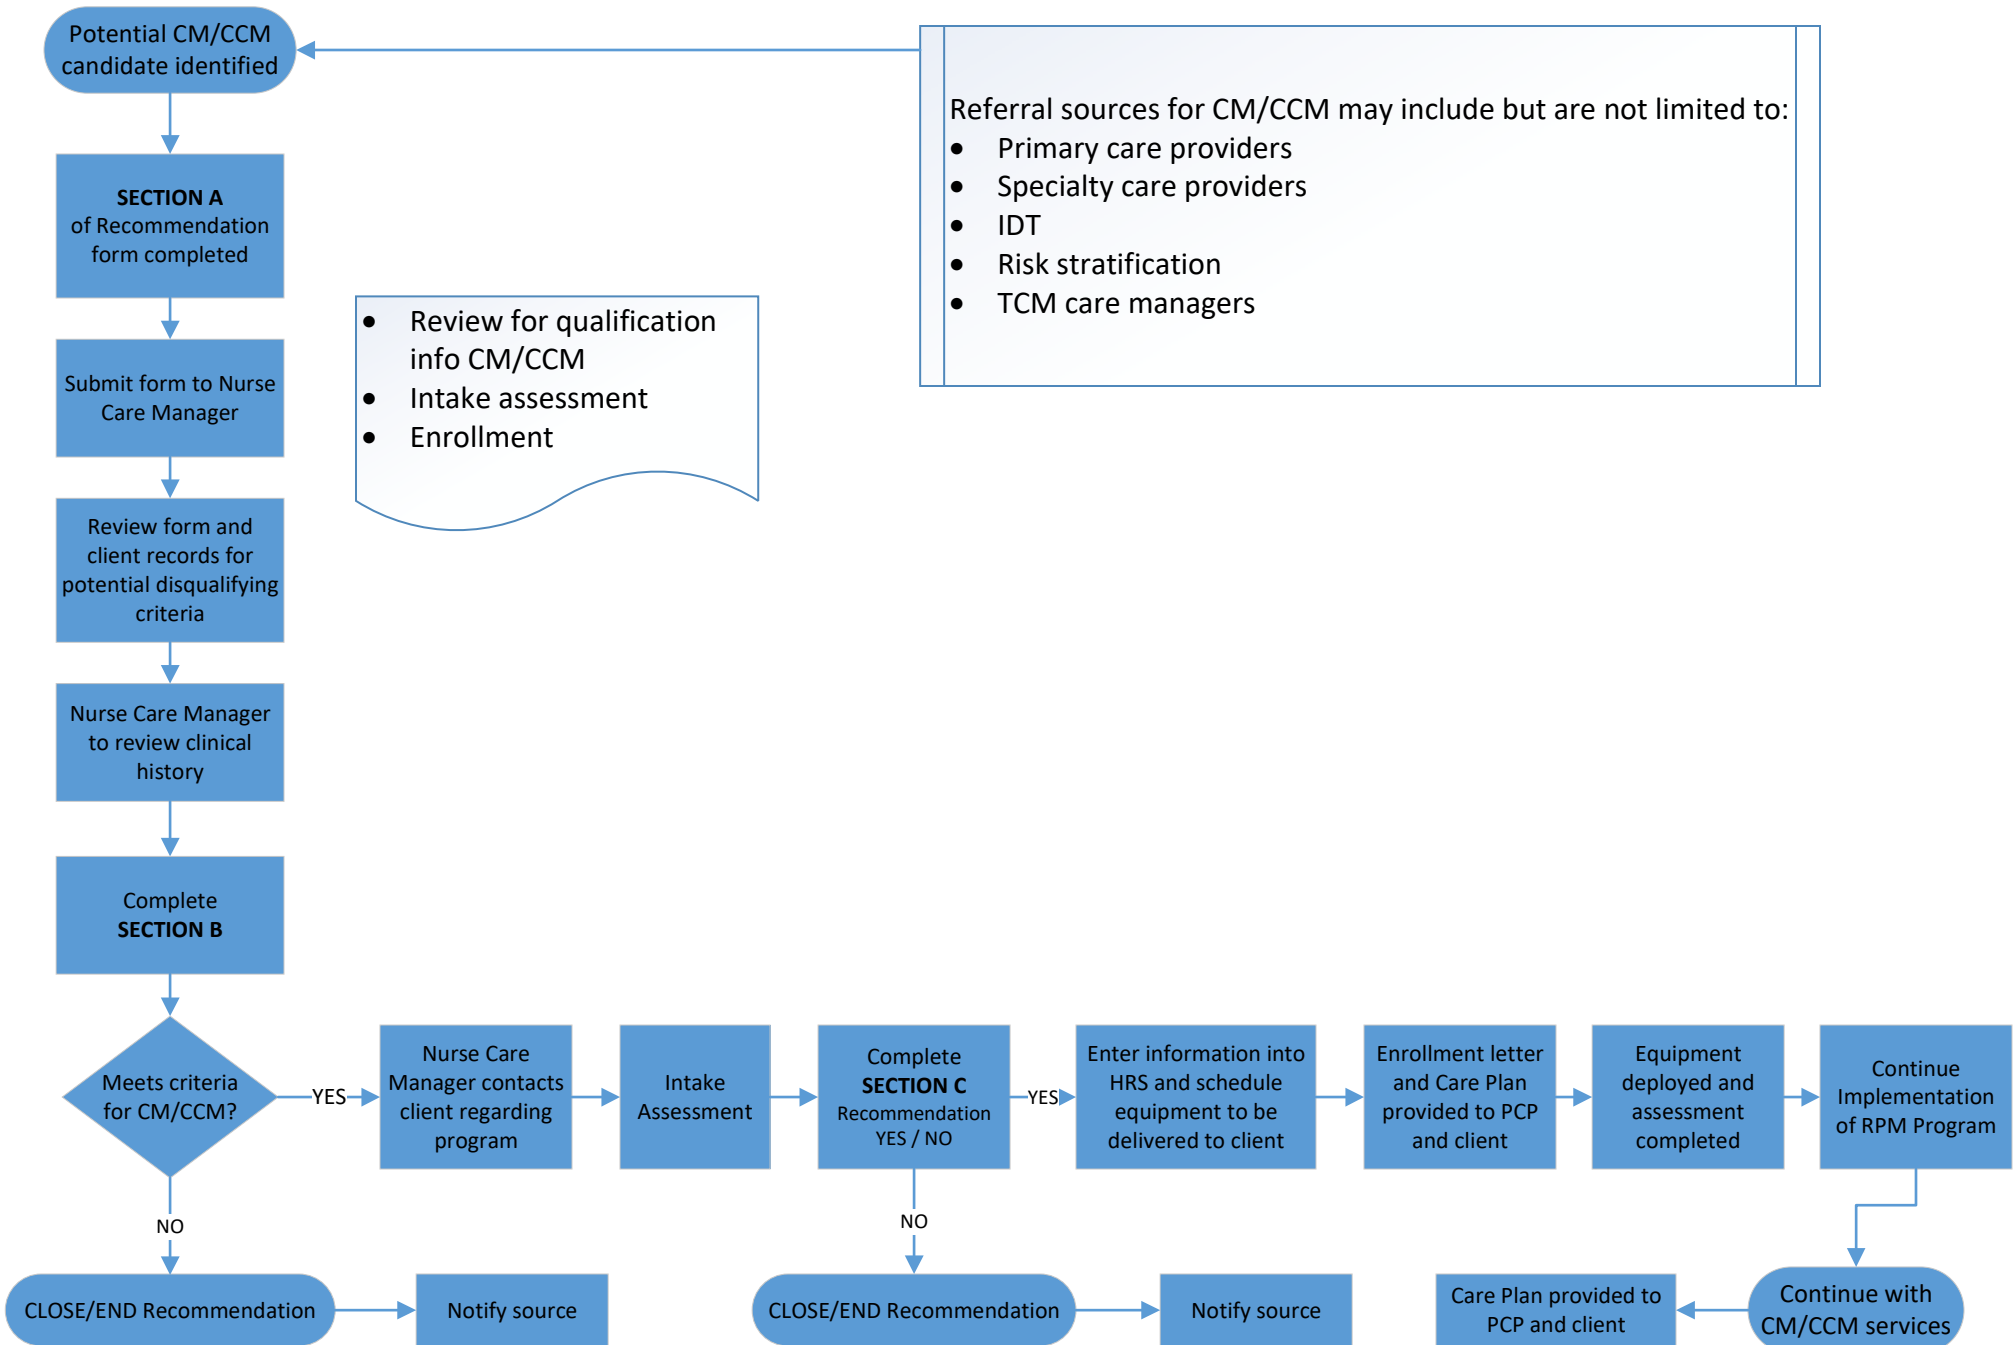 Potential CM/CCM
candidate identified
Referral sources for CM/CCM may include but are not limited to:
• Primary care providers
• Specialty care providers
• IDT
• Risk stratification
• TCM care managers
SECTION A
of Recommendation
form completed
• Review for qualification
info CM/CCM
• Intake assessment
• Enrollment
Submit form to Nurse
Care Manager
Review form and
client records for
potential disqualifying
criteria
Nurse Care Manager
to review clinical
history
Complete
SECTION B
Meets criteria
for CM/CCM?
YES
Nurse Care
Manager contacts
client regarding
program
Intake
Assessment
Complete
SECTION C
Recommendation
YES / NO
YES
Enter information into
HRS and schedule
equipment to be
delivered to client
Enrollment letter
and Care Plan
provided to PCP
and client
Equipment
deployed and
assessment
completed
Continue
Implementation
of RPM Program
NO
NO
CLOSE/END Recommendation
Notify source
CLOSE/END Recommendation
Notify source
Care Plan provided to
PCP and client
Continue with
CM/CCM services